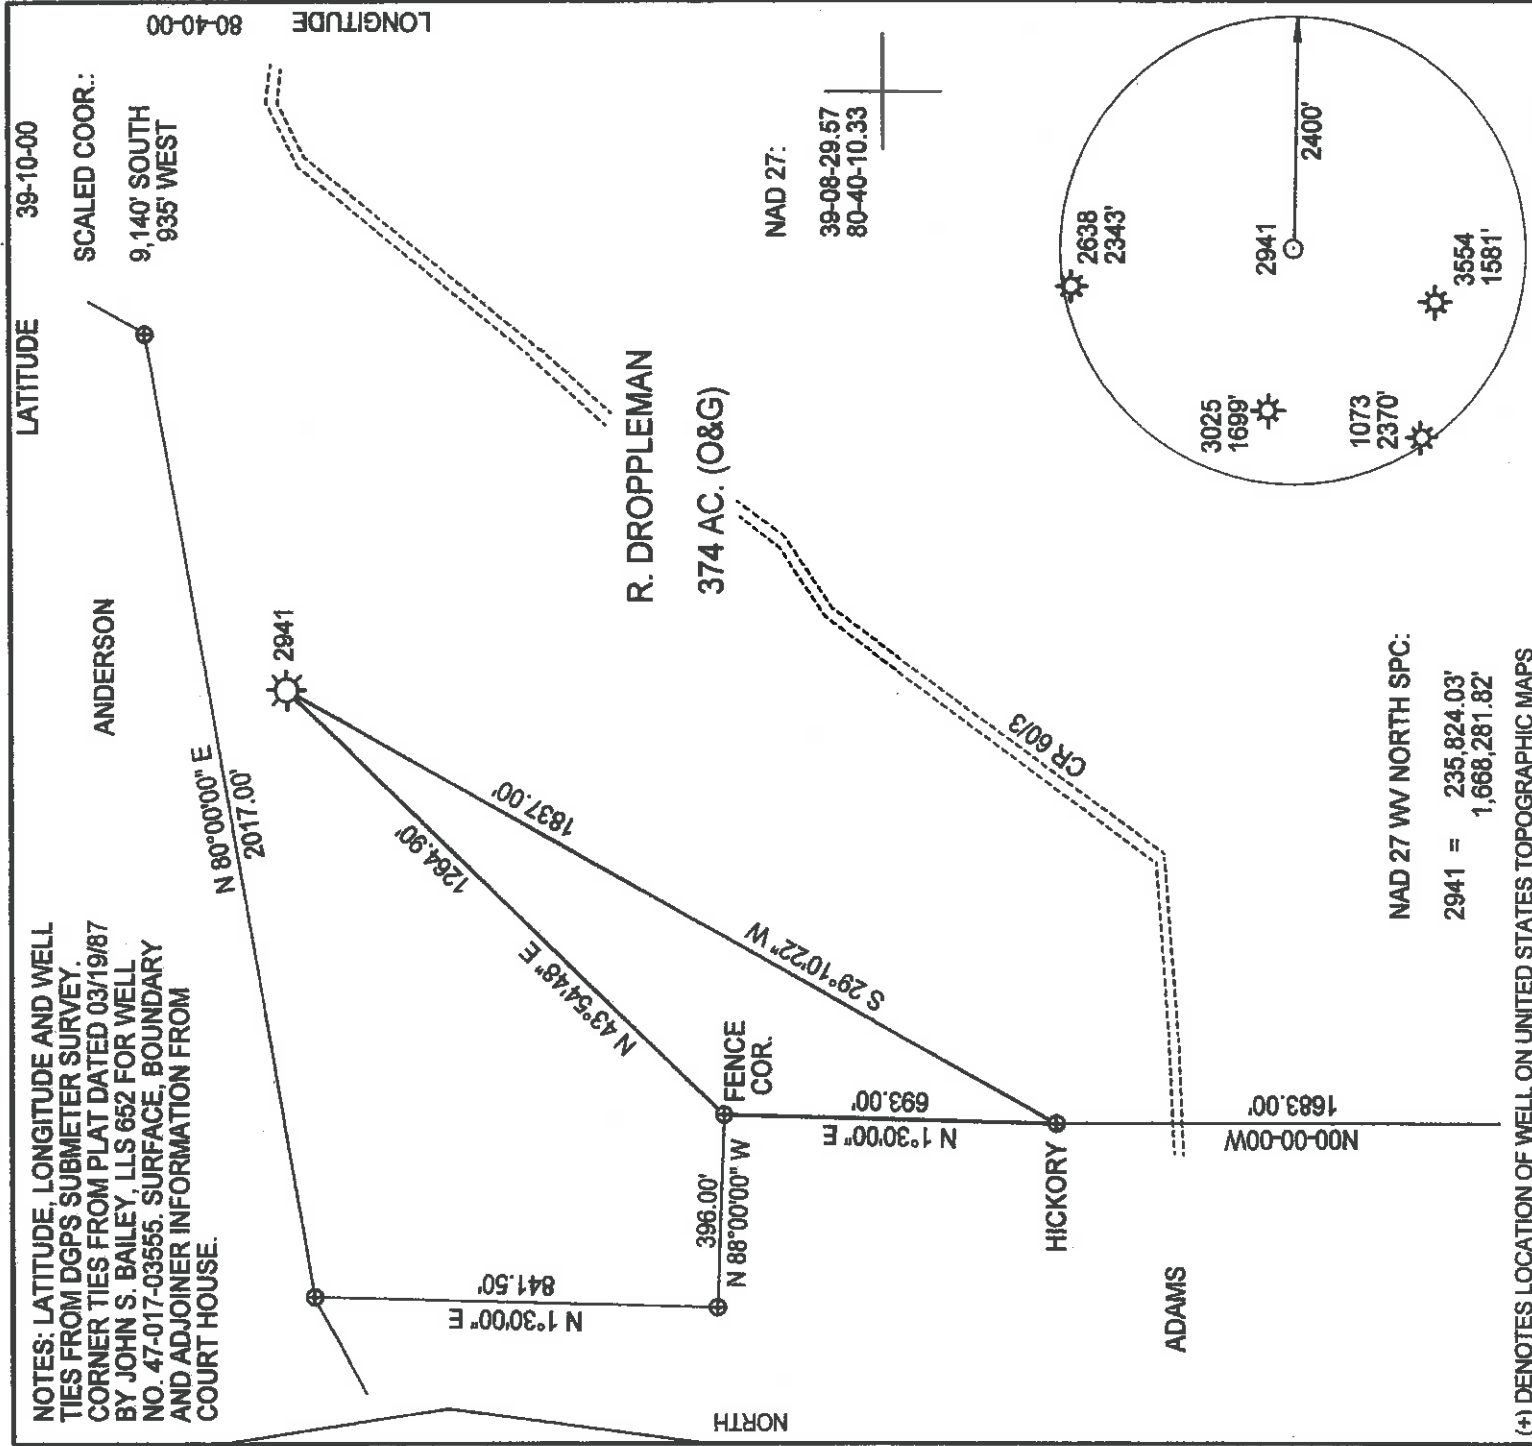 NOTES: LATITUDE, LONGITUDE AND WELL
TIES FROM DGPS SUBMETER SURVEY.
CORNER TIES FROM PLAT DATED 03/19/87
BY JOHN S. BAILEY, LLS 652 FOR WELL
NO. 47-017-03555. SURFACE, BOUNDARY
AND ADJOINER INFORMATION FROM
COURT HOUSE.
LATITUDE 39-10-00
LONGITUDE 80-40-00
SCALED COOR.:
9,140' SOUTH
935' WEST
ANDERSON
N 80°00'00" E
2017.00'
2941
1264.90'
N 43°54'48" E
1837.00'
S 29°10'22" W
N 1°30'00" E
841.50'
396.00'
N 88°00'00" W
FENCE
COR.
N 1°30'00" E
693.00'
HICKORY
N00-00-00W
1683.00'
ADAMS
NORTH
R. DROPPLEMAN
374 AC. (O&G)
CR 60/3
NAD 27:
39-08-29.57
80-40-10.33
2638
2343'
2941
2400'
3554
1581'
3025
1699'
1073
2370'
NAD 27 WV NORTH SPC:
2941 = 235,824.03'
1,668,281.82'
(+) DENOTES LOCATION OF WELL ON UNITED STATES TOPOGRAPHIC MAPS